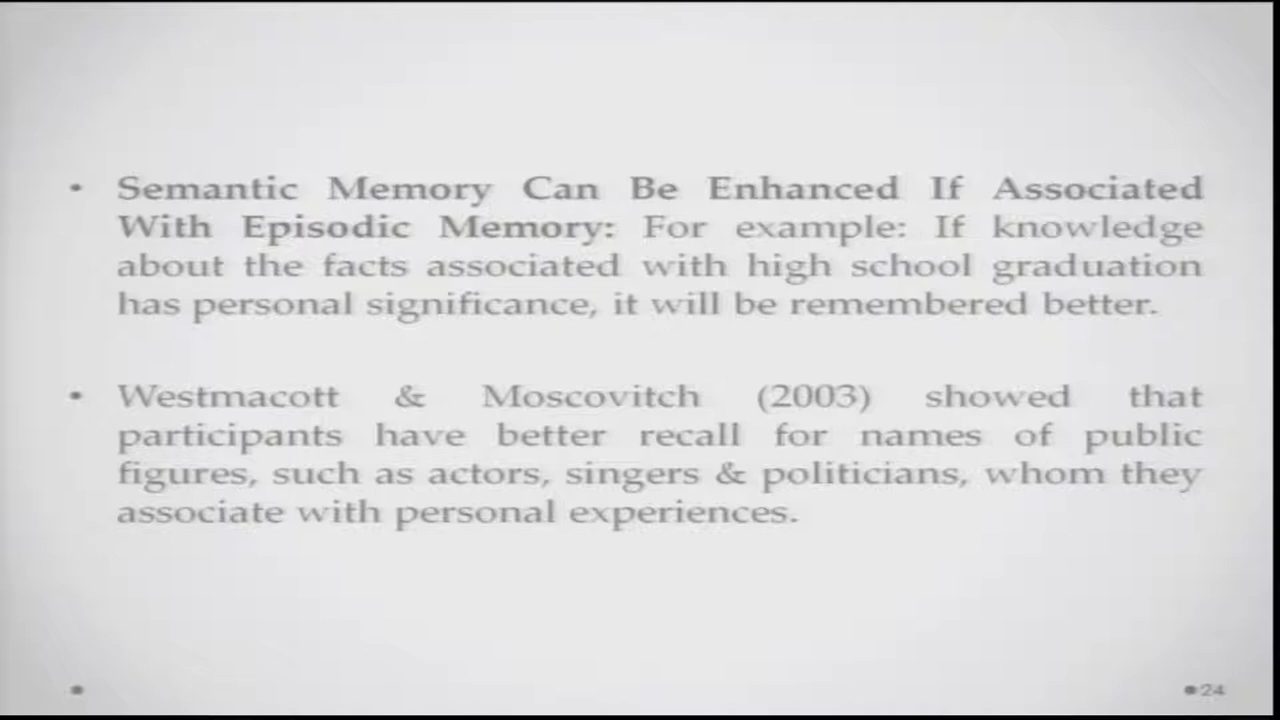 • Semantic Memory Can Be Enhanced If Associated
With Episodic Memory: For example: If knowledge
about the facts associated with high school graduation
has personal significance, it will be remembered better.
• Westmacott & Moscovitch (2003) showed that
participants have better recall for names of public
figures, such as actors, singers & politicians, whom they
associate with personal experiences.
24